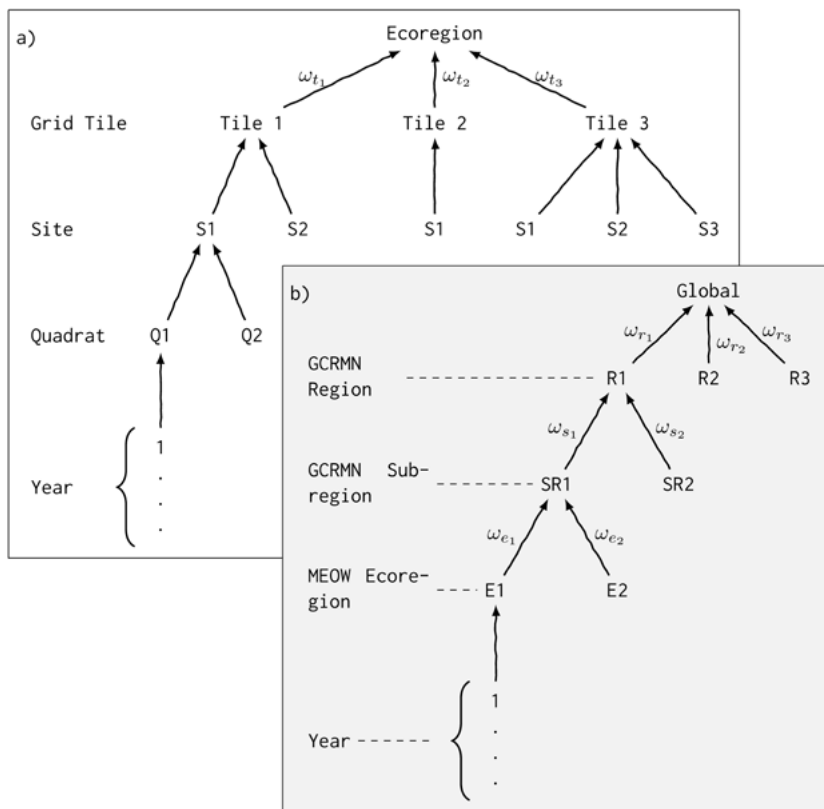 a)
Ecoregion
ω_{t_1} ω_{t_2} ω_{t_3}
Grid Tile Tile 1 Tile 2 Tile 3
Site S1 S2 S1 S1 S2 S3
Quadrat Q1 Q2
1
.
Year .
.
b)
Global
ω_{r_1} ω_{r_2} ω_{r_3}
GCRMN
Region R1 R2 R3
ω_{s_1} ω_{s_2}
GCRMN Sub-
region SR1 SR2
ω_{e_1} ω_{e_2}
MEOW Ecore-
gion E1 E2
1
.
Year .
.